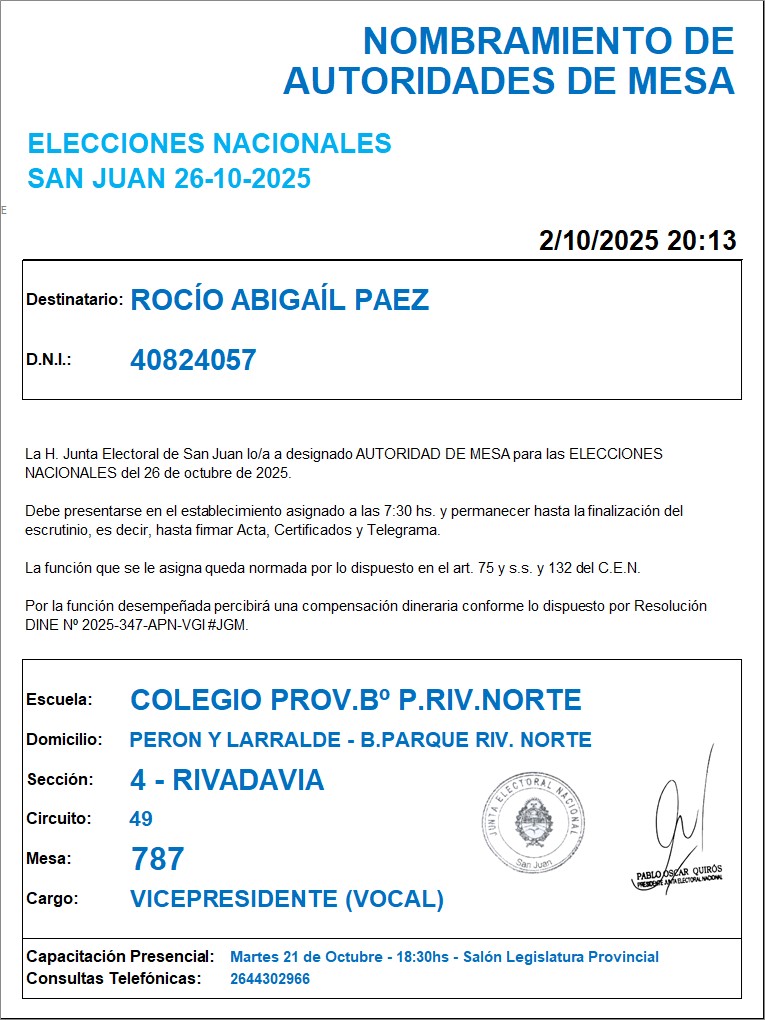 NOMBRAMIENTO DE
AUTORIDADES DE MESA
ELECCIONES NACIONALES
SAN JUAN 26-10-2025
E
2/10/2025 20:13
Destinatario: ROCÍO ABIGAÍL PAEZ
D.N.I.: 40824057
La H. Junta Electoral de San Juan lo/a a designado AUTORIDAD DE MESA para las ELECCIONES
NACIONALES del 26 de octubre de 2025.
Debe presentarse en el establecimiento asignado a las 7:30 hs. y permanecer hasta la finalización del
escrutinio, es decir, hasta firmar Acta, Certificados y Telegrama.
La función que se le asigna queda normada por lo dispuesto en el art. 75 y s.s. y 132 del C.E.N.
Por la función desempeñada percibirá una compensación dineraria conforme lo dispuesto por Resolución
DINE Nº 2025-347-APN-VGI#JGM.
Escuela: COLEGIO PROV.Bº P.RIV.NORTE
Domicilio: PERON Y LARRALDE - B.PARQUE RIV. NORTE
Sección: 4 - RIVADAVIA
Circuito: 49
Mesa: 787
Cargo: VICEPRESIDENTE (VOCAL)
JUNTA ELECTORAL NACIONAL
San Juan
PABLO OSCAR QUIRÓS
PRESIDENTE JUNTA ELECTORAL NACIONAL
Capacitación Presencial: Martes 21 de Octubre - 18:30hs - Salón Legislatura Provincial
Consultas Telefónicas: 2644302966